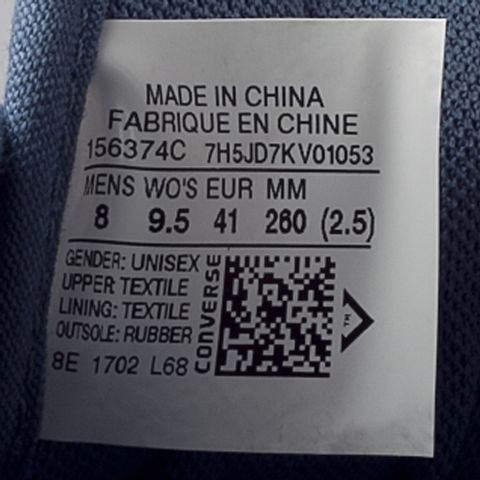 MADE IN CHINA
FABRIQUE EN CHINE
156374C 7H5JD7KV01053
MENS WO'S EUR MM
8 9.5 41 260 (2.5)
GENDER: UNISEX
UPPER: TEXTILE
LINING: TEXTILE
OUTSOLE: RUBBER
8E 1702 L68
CONVERSE
TM